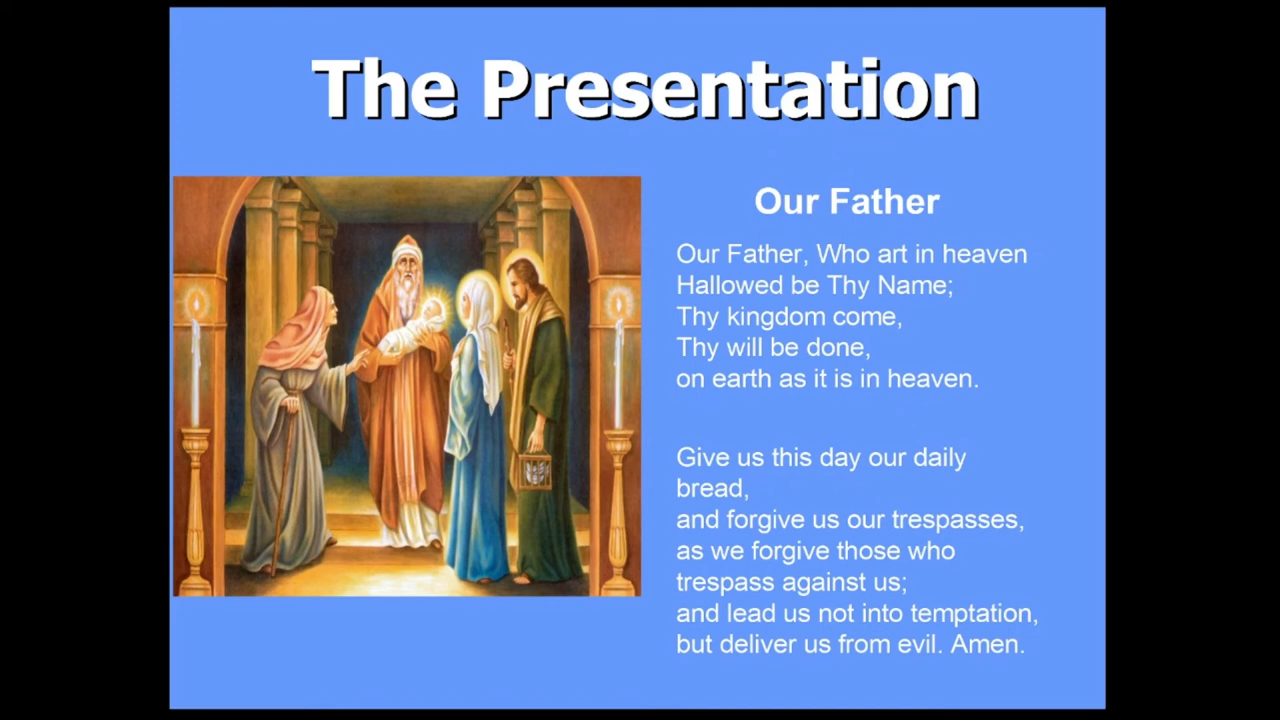 The Presentation
Our Father
Our Father, Who art in heaven
Hallowed be Thy Name;
Thy kingdom come,
Thy will be done,
on earth as it is in heaven.
Give us this day our daily
bread,
and forgive us our trespasses,
as we forgive those who
trespass against us;
and lead us not into temptation,
but deliver us from evil. Amen.